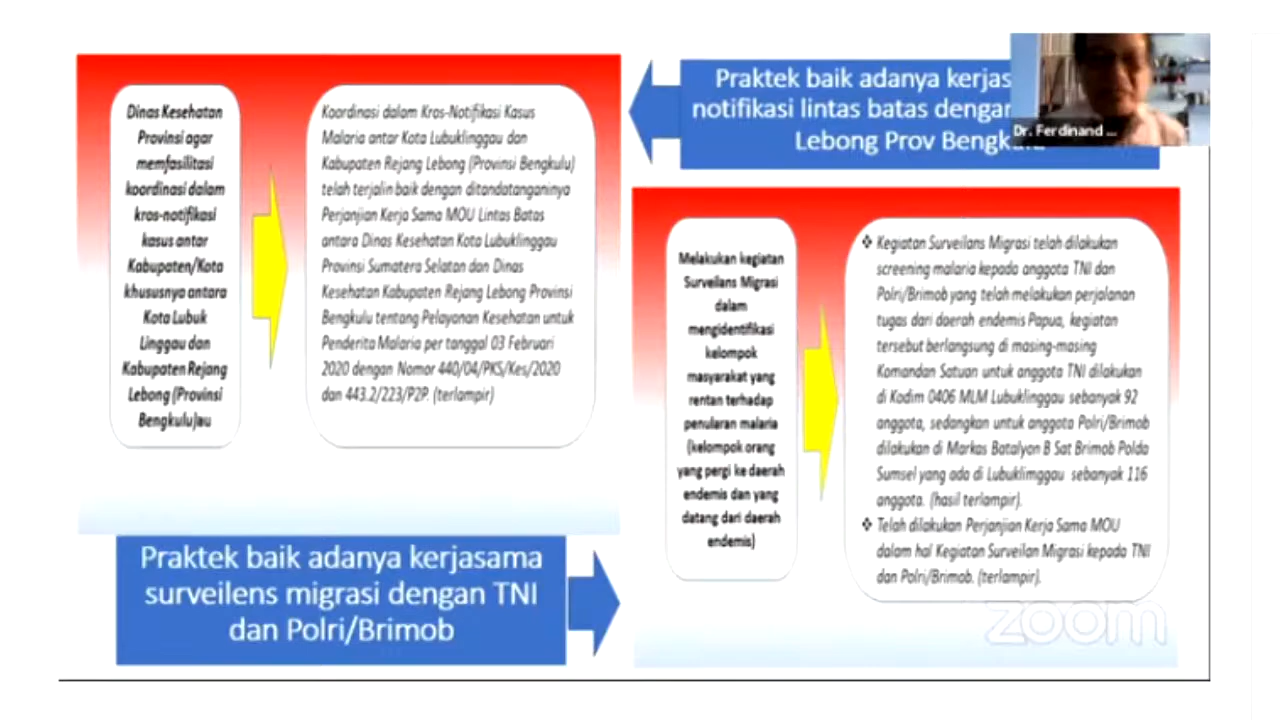 Dinas Kesehatan
Provinsi agar
memfasilitasi
koordinasi dalam
kros-notifikasi
kasus antar
Kabupaten/Kota
khususnya antara
Kota Lubuk
Linggau dan
Kabupaten Rejang
Lebong (Provinsi
Bengkulu)au
Koordinasi dalam Kros-Notifikasi Kasus
Malaria antar Kota Lubuklinggau dan
Kabupaten Rejang Lebong (Provinsi Bengkulu)
telah terjalin baik dengan ditandatanganinya
Perjanjian Kerja Sama MOU Lintas Batas
antara Dinas Kesehatan Kota Lubuklinggau
Provinsi Sumatera Selatan dan Dinas
Kesehatan Kabupaten Rejang Lebong Provinsi
Bengkulu tentang Pelayanan Kesehatan untuk
Penderita Malaria per tanggal 03 Februari
2020 dengan Nomor 440/04/PKS/Kes/2020
dan 443.2/223/P2P. (terlampir)
Praktek baik adanya
notifikasi lintas batas dengan
Lebong Prov
Dr. Ferdinand ...
Melakukan kegiatan
Surveilans Migrasi
dalam
mengidentifikasi
kelompok
masyarakat yang
rentan terhadap
penularan malaria
(kelompok orang
yang pergi ke daerah
endemis dan yang
datang dari daerah
endemis)
❖ Kegiatan Surveilans Migrasi telah dilakukan
screening malaria kepada anggota TNI dan
Polri/Brimob yang telah melakukan perjalanan
tugas dari daerah endemis Papua, kegiatan
tersebut berlangsung di masing-masing
Komandan Satuan untuk anggota TNI dilakukan
di Kodim 0406 MLM Lubuklinggau sebanyak 92
anggota, sedangkan untuk anggota Polri/Brimob
dilakukan di Markas Batalyon B Sat Brimob Polda
Sumsel yang ada di Lubuklimggau sebanyak 116
anggota. (hasil terlampir).
❖ Telah dilakukan Perjanjian Kerja Sama MOU
dalam hal Kegiatan Surveilan Migrasi kepada TNI
dan Polri/Brimob. (terlampir).
Praktek baik adanya kerjasama
surveilens migrasi dengan TNI
dan Polri/Brimob
zoom